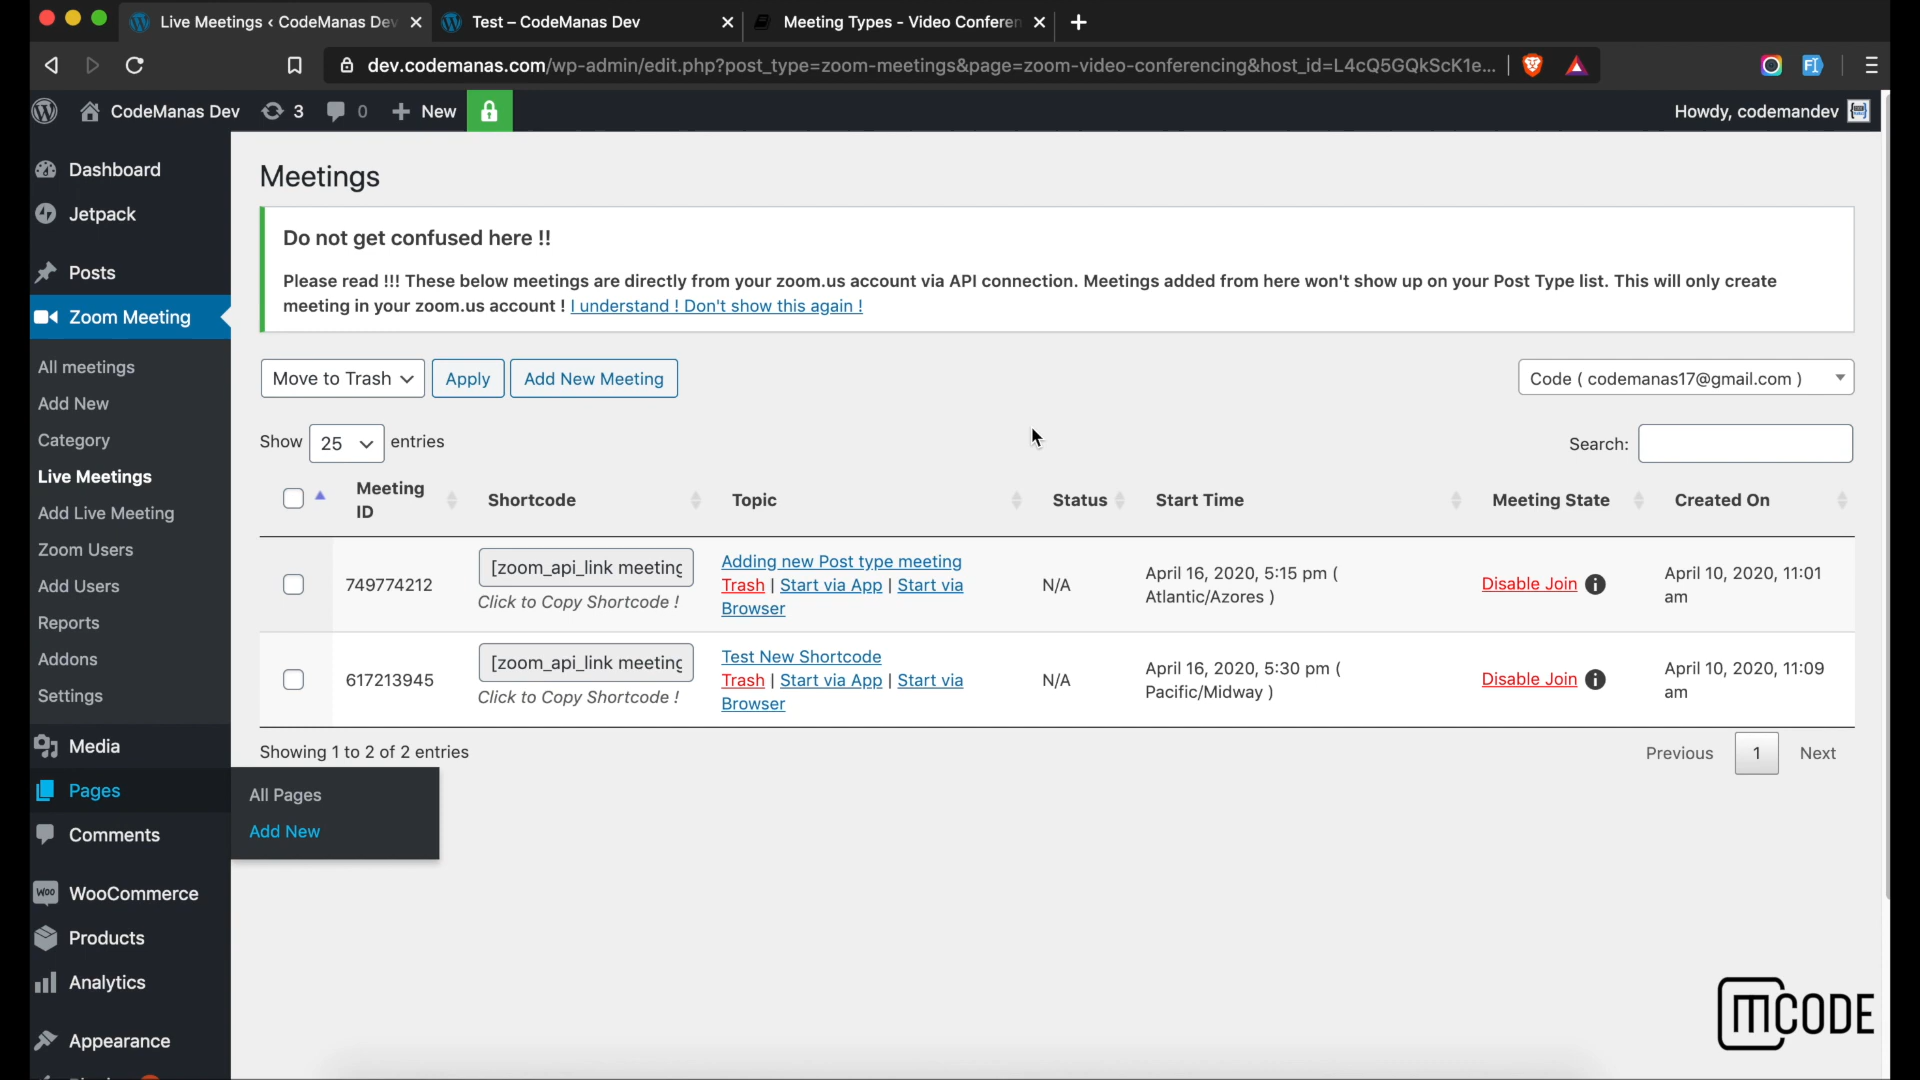 Live Meetings ‹ CodeManas Dev
Test – CodeManas Dev
Meeting Types - Video Conferen
dev.codemanas.com/wp-admin/edit.php?post_type=zoom-meetings&page=zoom-video-conferencing&host_id=L4cQ5GQkScK1e...
CodeManas Dev
3
0
New
Howdy, codemandev
Dashboard
Jetpack
Posts
Zoom Meeting
All meetings
Add New
Category
Live Meetings
Add Live Meeting
Zoom Users
Add Users
Reports
Addons
Settings
Media
Pages
Comments
WooCommerce
Products
Analytics
Appearance
All Pages
Add New
Meetings
Do not get confused here !!
Please read !!! These below meetings are directly from your zoom.us account via API connection. Meetings added from here won't show up on your Post Type list. This will only create
meeting in your zoom.us account ! I understand ! Don't show this again !
Move to Trash
Apply
Add New Meeting
Code ( codemanas17@gmail.com )
Show 25 entries
Search:
Meeting ID
Shortcode
Topic
Status
Start Time
Meeting State
Created On
749774212
[zoom_api_link meeting
Click to Copy Shortcode !
Adding new Post type meeting
Trash | Start via App | Start via
Browser
N/A
April 16, 2020, 5:15 pm (
Atlantic/Azores )
Disable Join
April 10, 2020, 11:01
am
617213945
[zoom_api_link meeting
Click to Copy Shortcode !
Test New Shortcode
Trash | Start via App | Start via
Browser
N/A
April 16, 2020, 5:30 pm (
Pacific/Midway )
Disable Join
April 10, 2020, 11:09
am
Showing 1 to 2 of 2 entries
Previous
1
Next
mCODE